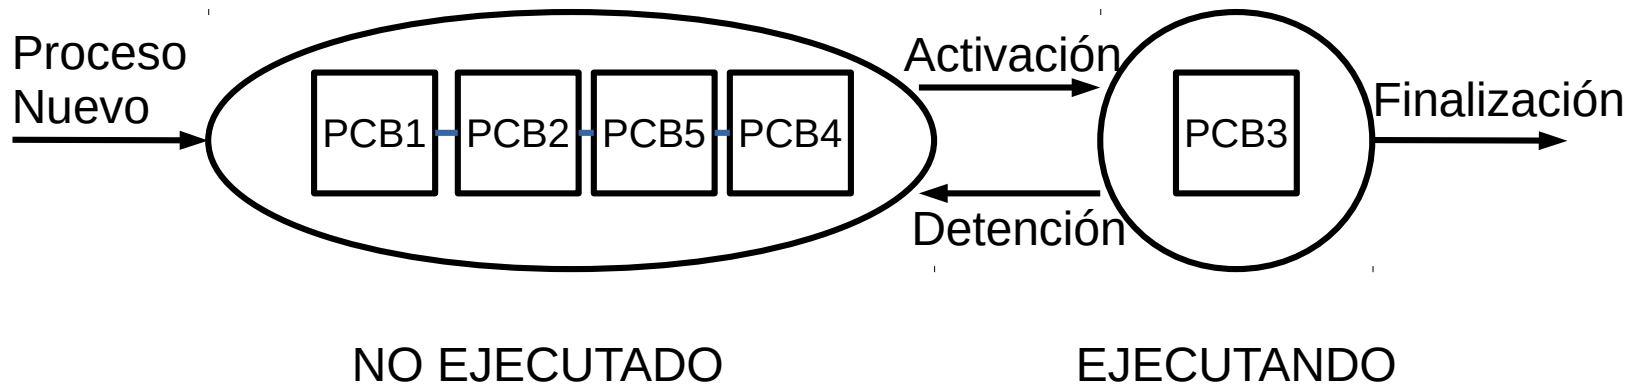 Proceso
Nuevo
PCB1
PCB2
PCB5
PCB4
Activación
Detención
PCB3
Finalización
NO EJECUTADO
EJECUTANDO